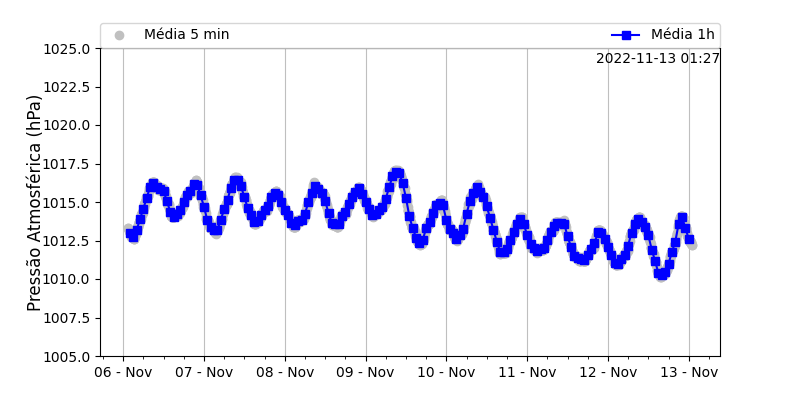 Média 5 min
Média 1h
2022-11-13 01:27
Pressão Atmosférica (hPa)
1025.0
1022.5
1020.0
1017.5
1015.0
1012.5
1010.0
1007.5
1005.0
06 - Nov
07 - Nov
08 - Nov
09 - Nov
10 - Nov
11 - Nov
12 - Nov
13 - Nov